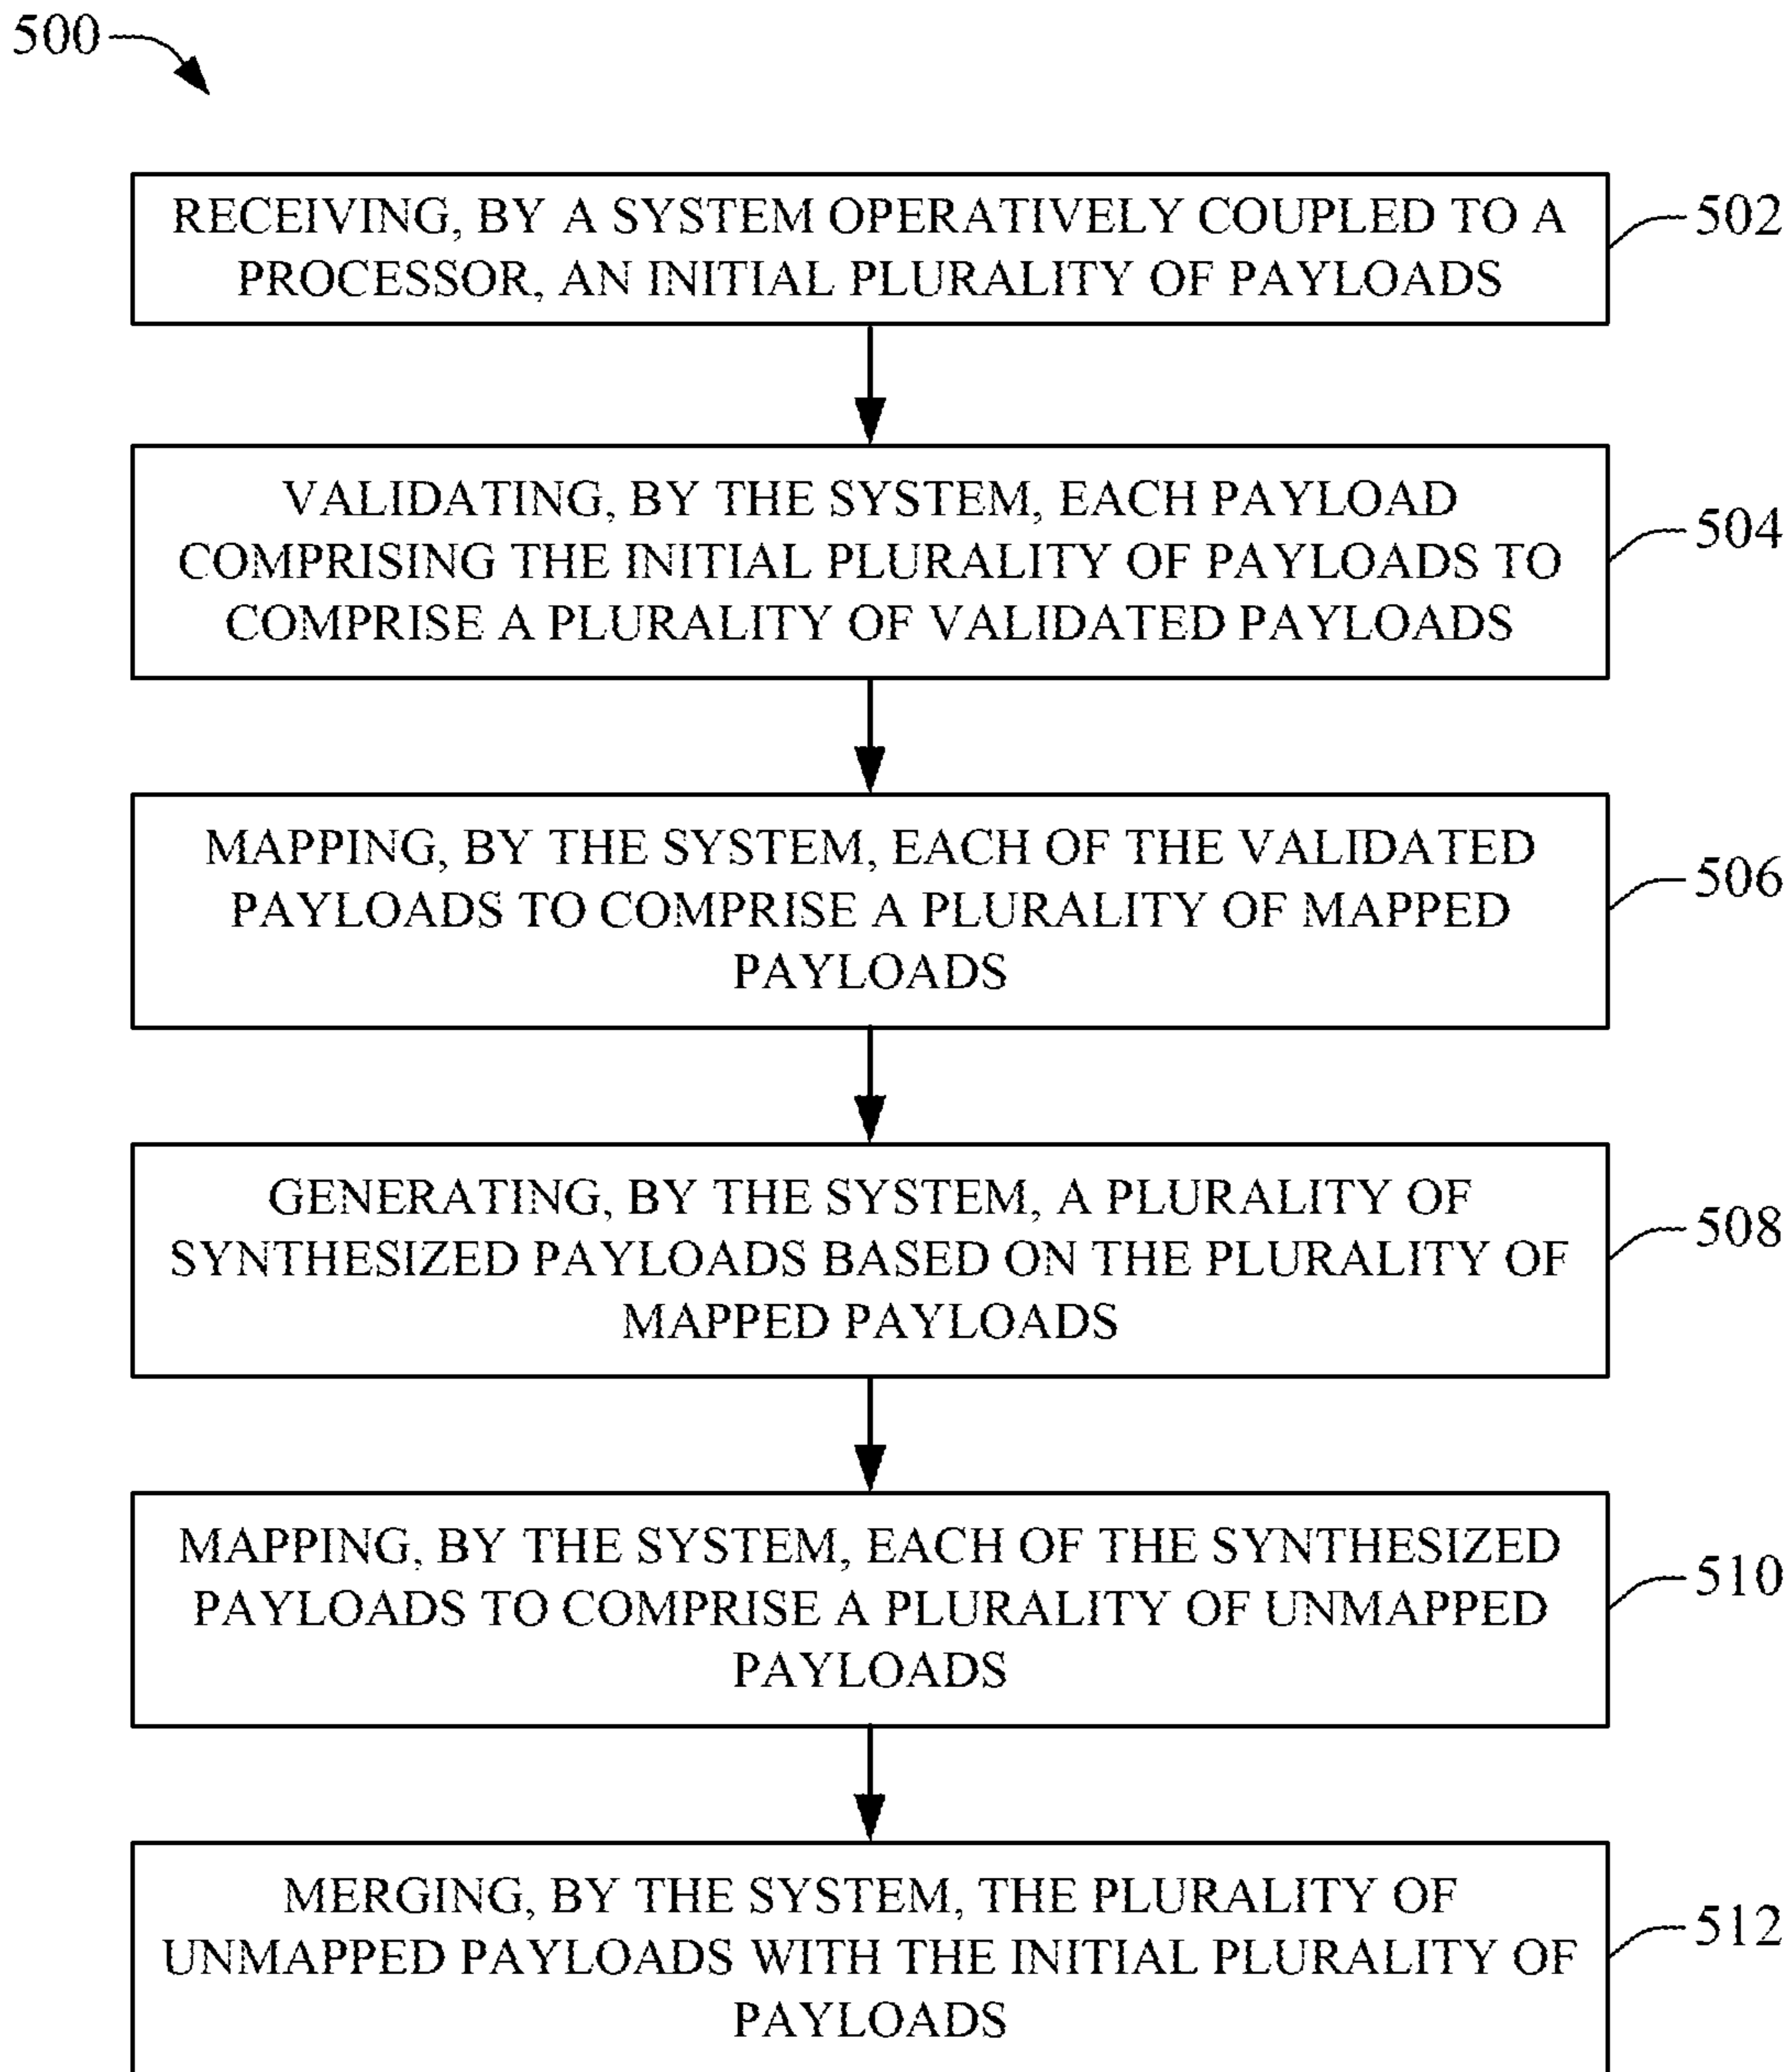 500
RECEIVING, BY A SYSTEM OPERATIVELY COUPLED TO A
PROCESSOR, AN INITIAL PLURALITY OF PAYLOADS
502
VALIDATING, BY THE SYSTEM, EACH PAYLOAD
COMPRISING THE INITIAL PLURALITY OF PAYLOADS TO
COMPRISE A PLURALITY OF VALIDATED PAYLOADS
504
MAPPING, BY THE SYSTEM, EACH OF THE VALIDATED
PAYLOADS TO COMPRISE A PLURALITY OF MAPPED
PAYLOADS
506
GENERATING, BY THE SYSTEM, A PLURALITY OF
SYNTHESIZED PAYLOADS BASED ON THE PLURALITY OF
MAPPED PAYLOADS
508
MAPPING, BY THE SYSTEM, EACH OF THE SYNTHESIZED
PAYLOADS TO COMPRISE A PLURALITY OF UNMAPPED
PAYLOADS
510
MERGING, BY THE SYSTEM, THE PLURALITY OF
UNMAPPED PAYLOADS WITH THE INITIAL PLURALITY OF
PAYLOADS
512